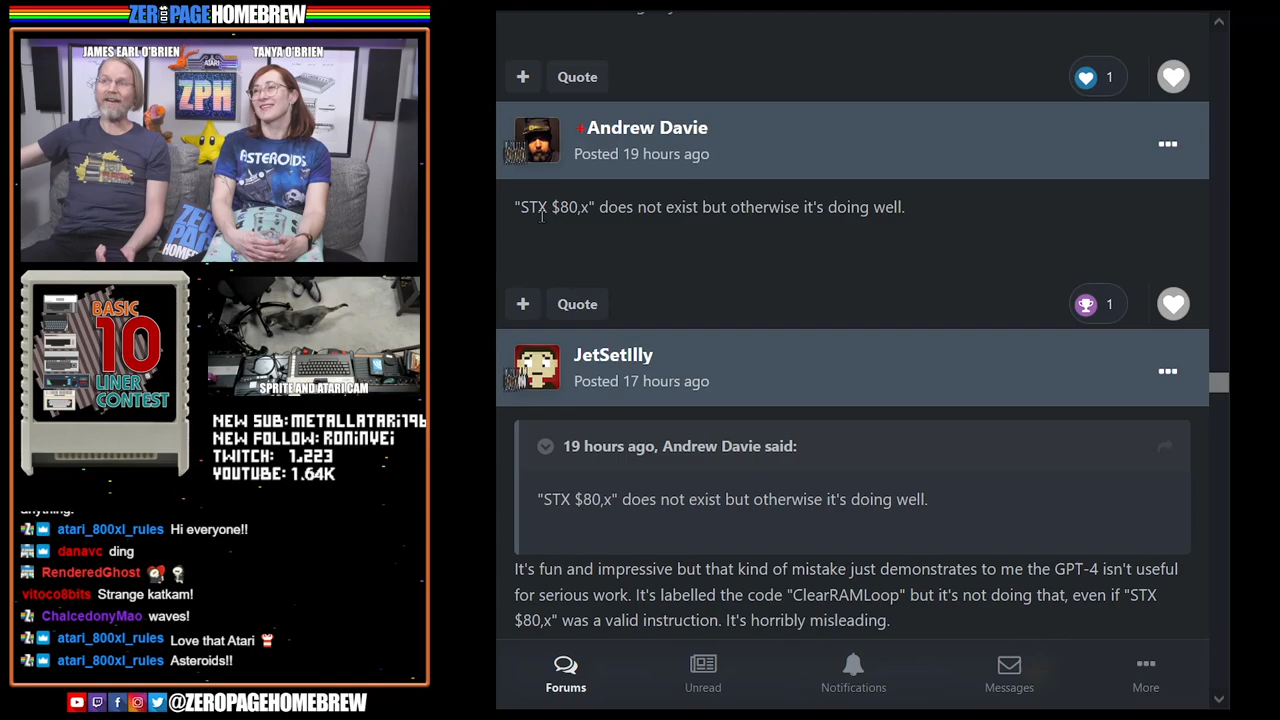 ZER PAGE HOMEBREW
JAMES EARL O'BRIEN
TANYA O'BRIEN
ATARI
ZPH
ASTEROIDS
ZERO
PAGE
HOMEBREW
BASIC
10
LINER
CONTEST
SPRITE AND ATARI CAM
NEW SUB:METALLATARI196
NEW FOLLOW:RONINVEI
TWITCH: 1,223
YOUTUBE:1.64K
anything.
atari_800xl_rules Hi everyone!!
danavc ding
RenderedGhost
vitoco8bits Strange katkam!
ChalcedonyMao waves!
atari_800xl_rules Love that Atari
atari_800xl_rules Asteroids!!
@ZEROPAGEHOMEBREW
+ Quote
1
+Andrew Davie
Posted 19 hours ago
"STX $80,x" does not exist but otherwise it's doing well.
+ Quote
1
JetSetIlly
Posted 17 hours ago
19 hours ago, Andrew Davie said:
"STX $80,x" does not exist but otherwise it's doing well.
It's fun and impressive but that kind of mistake just demonstrates to me the GPT-4 isn't useful
for serious work. It's labelled the code "ClearRAMLoop" but it's not doing that, even if "STX
$80,x" was a valid instruction. It's horribly misleading.
Forums
Unread
Notifications
Messages
More